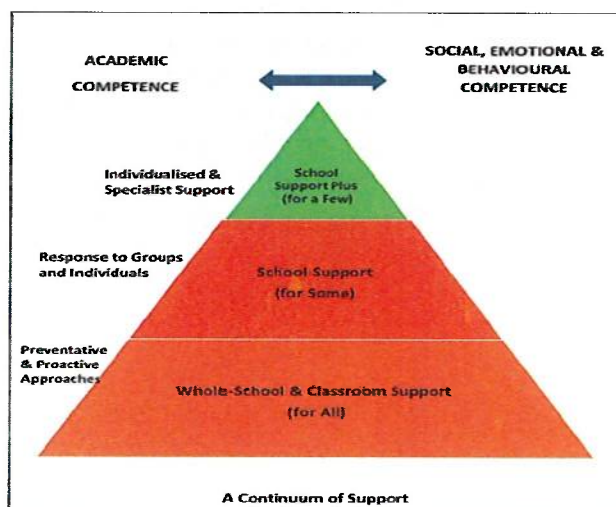 ACADEMIC
COMPETENCE
SOCIAL, EMOTIONAL &
BEHAVIOURAL
COMPETENCE
Individualised &
Specialist Support
School
Support Plus
(for a Few)
Response to Groups
and Individuals
School Support
(for Some)
Preventative
& Proactive
Approaches
Whole-School & Classroom Support
(for All)
A Continuum of Support